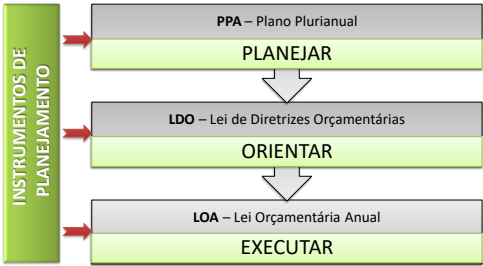 INSTRUMENTOS DE
PLANEJAMENTO
PPA – Plano Plurianual
PLANEJAR
LDO – Lei de Diretrizes Orçamentárias
ORIENTAR
LOA – Lei Orçamentária Anual
EXECUTAR